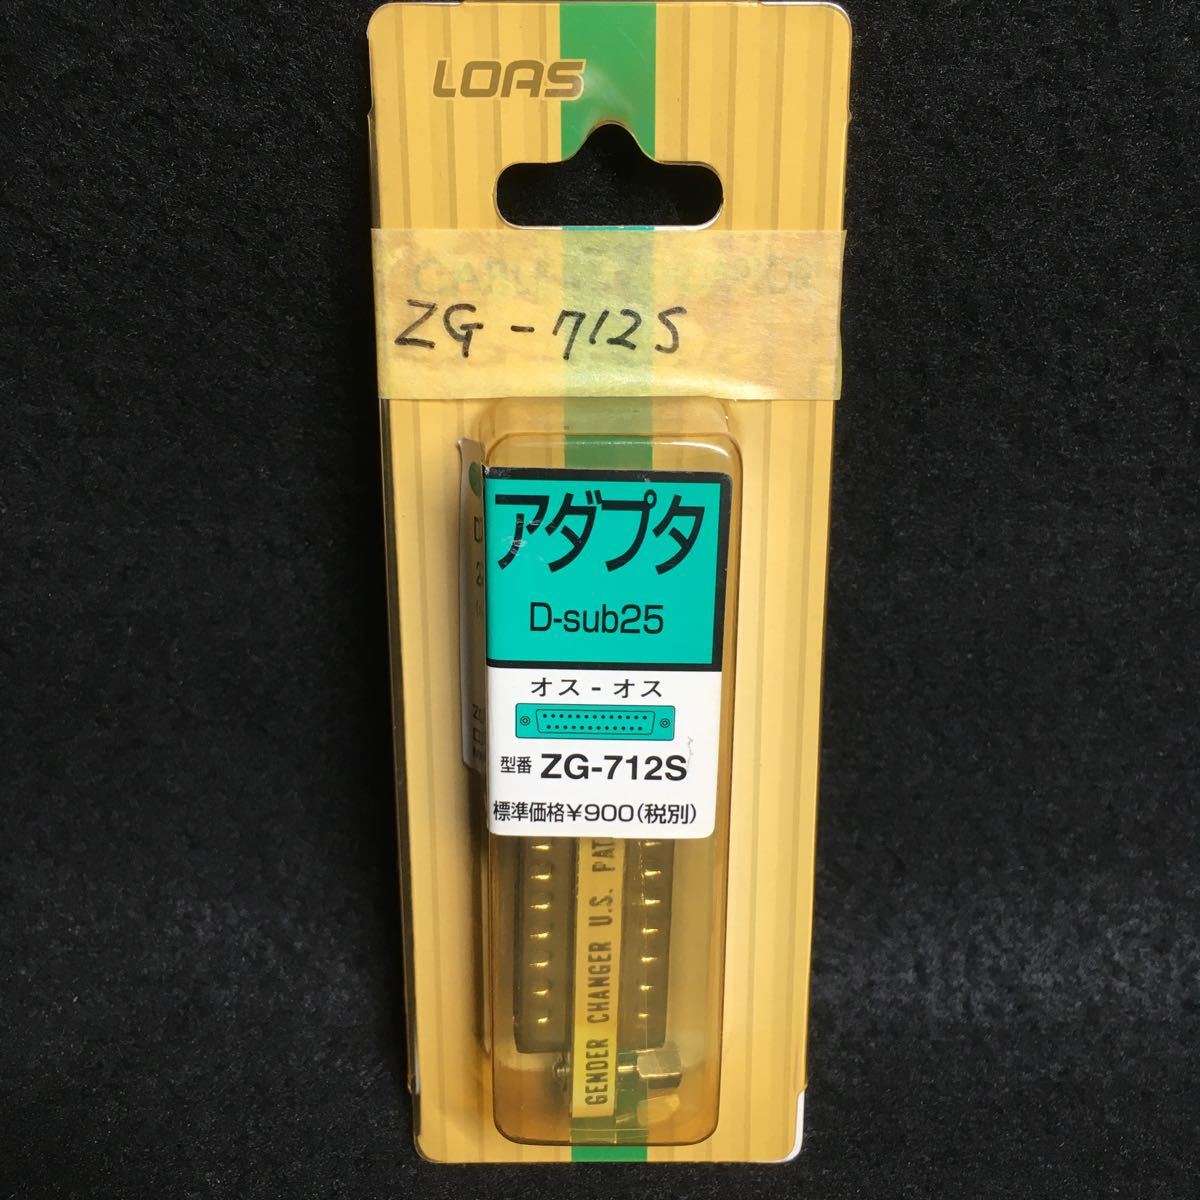 LOAS
ZG-712S
アダプタ
D-sub25
オス-オス
型番 ZG-712S
標準価格¥900(税別)
GENDER CHANGER U.S. PAT